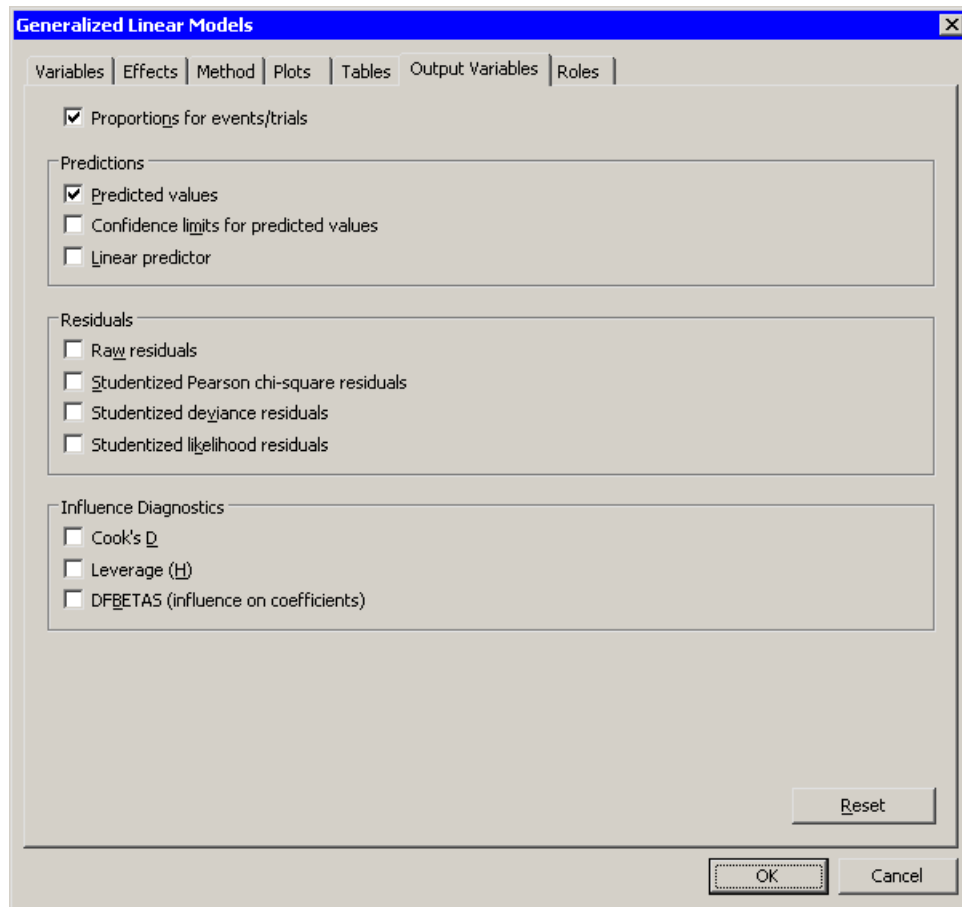 Generalized Linear Models
Variables Effects Method Plots Tables Output Variables Roles
Proportions for events/trials
Predictions
Predicted values
Confidence limits for predicted values
Linear predictor
Residuals
Raw residuals
Studentized Pearson chi-square residuals
Studentized deviance residuals
Studentized likelihood residuals
Influence Diagnostics
Cook's D
Leverage (H)
DFBETAS (influence on coefficients)
Reset
OK Cancel